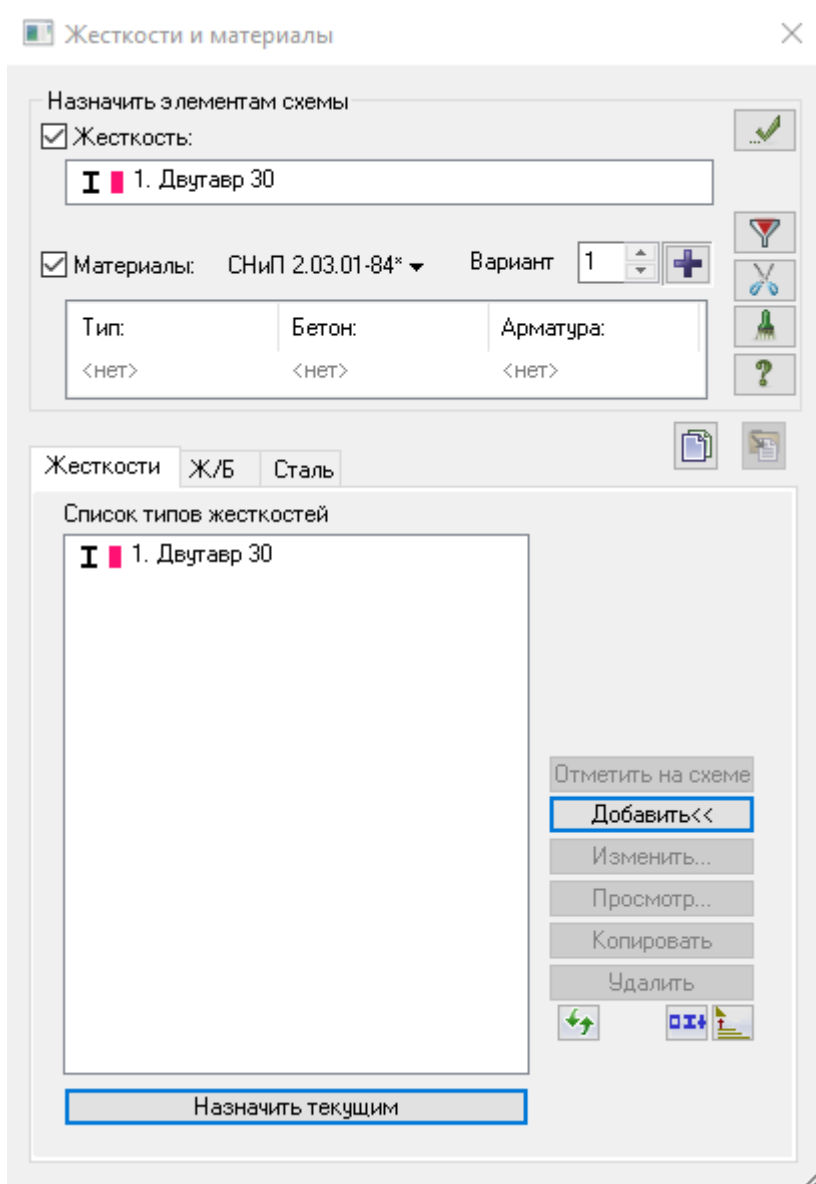 Жесткости и материалы
Назначить элементам схемы
Жесткость:
1. Двутавр 30
Материалы: СНиП 2.03.01-84* Вариант 1
Тип: Бетон: Арматура:
<нет> <нет> <нет>
Жесткости Ж/Б Сталь
Список типов жесткостей
1. Двутавр 30
Отметить на схеме
Добавить<<
Изменить...
Просмотр...
Копировать
Удалить
Назначить текущим